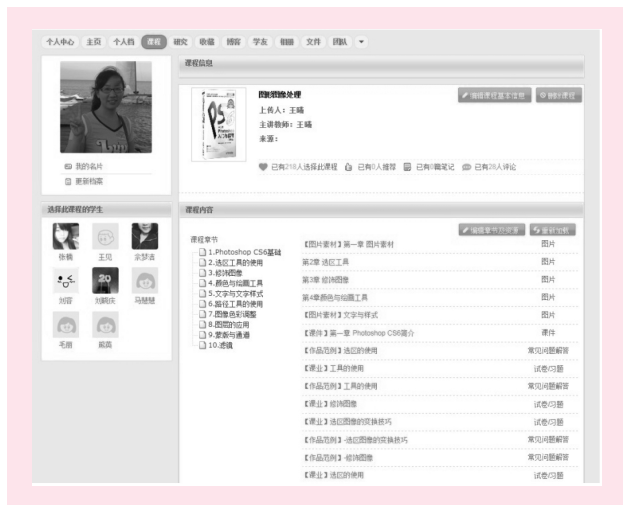 个人中心 主页 个人档 课程 研究 收藏 博客 学友 相册 文件 团队
课程信息
图形图像处理
编辑课程基本信息 删除课程
上传人：王曦
主讲教师：王曦
来源：
已有218人选择此课程 已有0人推荐 已有0篇笔记 已有28人评论
我的名片
更新档案
选择此课程的学生
张楠 王见 余梦洁
刘容 刘晓庆 马慧慧
毛丽
课程内容
编辑章节及资源 重新加载
课程章节
1.Photoshop CS6基础
2.选区工具的使用
3.修饰图像
4.颜色与绘画工具
5.文字与文字样式
6.路径工具的使用
7.图像色彩调整
8.图层的应用
9.蒙版与通道
10.滤镜
【图片素材】第一章 图片素材 图片
第2章 选区工具 图片
第3章 修饰图像 图片
第4章颜色与绘画工具 图片
【图片素材】文字与样式 图片
【课件】第一章 Photoshop CS6简介 课件
【作品范例】选区的使用 常见问题解答
【课业】工具的使用 试卷/习题
【作品范例】工具的使用 常见问题解答
【课业】修饰图像 试卷/习题
【课业】选区图像的变换技巧 试卷/习题
【作品范例】-选区图像的变换技巧 常见问题解答
【作品范例】-修饰图像 常见问题解答
【课业】选区的使用 试卷/习题